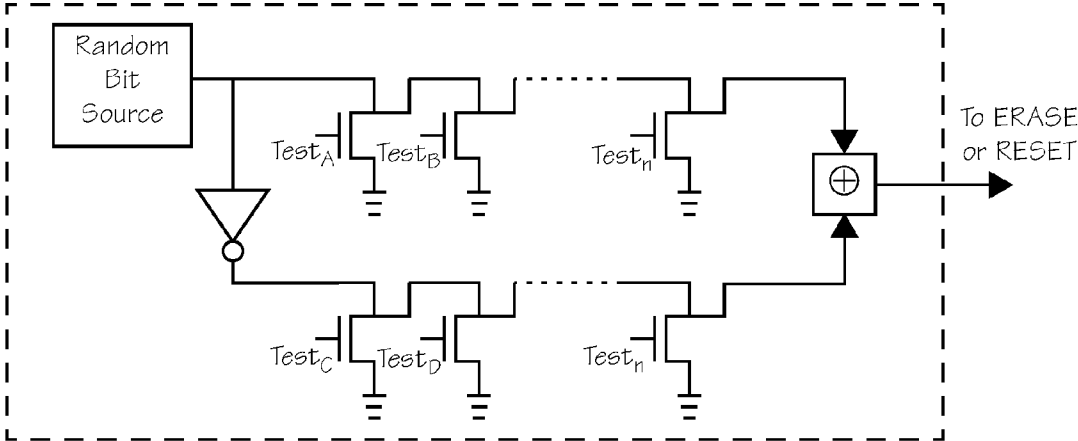 Random
Bit
Source
To ERASE
or RESET
Test_A
Test_B
Test_n
Test_C
Test_D
Test_n